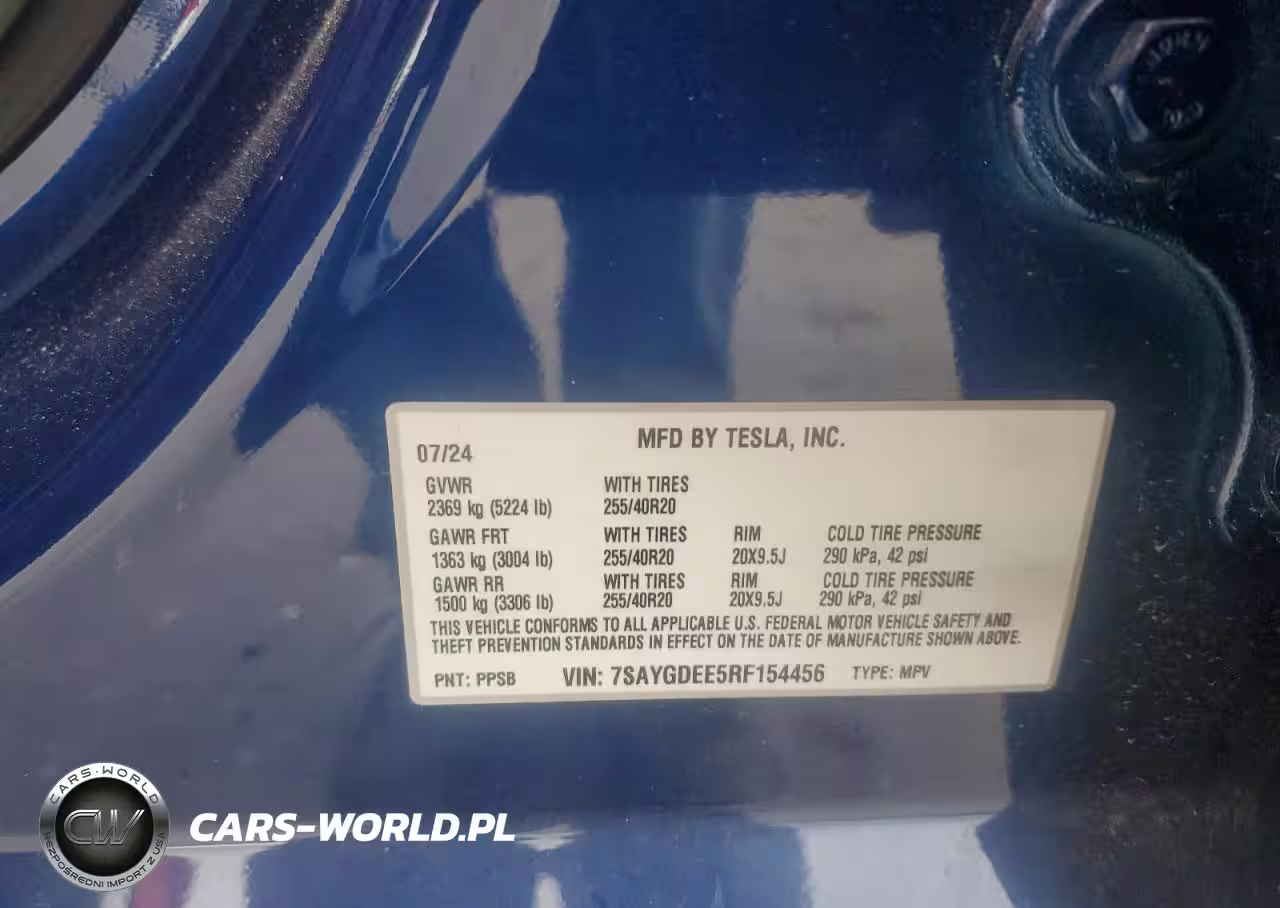 07/24 MFD BY TESLA, INC.
GVWR WITH TIRES
2369 kg (5224 lb) 255/40R20
GAWR FRT WITH TIRES RIM COLD TIRE PRESSURE
1363 kg (3004 lb) 255/40R20 20X9.5J 290 kPa, 42 psi
GAWR RR WITH TIRES RIM COLD TIRE PRESSURE
1500 kg (3306 lb) 255/40R20 20X9.5J 290 kPa, 42 psi
THIS VEHICLE CONFORMS TO ALL APPLICABLE U.S. FEDERAL MOTOR VEHICLE SAFETY AND
THEFT PREVENTION STANDARDS IN EFFECT ON THE DATE OF MANUFACTURE SHOWN ABOVE.
PNT: PPSB VIN: 7SAYGDEE5RF154456 TYPE: MPV
CARS-WORLD
CW
BEZPOŚREDNI IMPORT Z USA
CARS-WORLD.PL